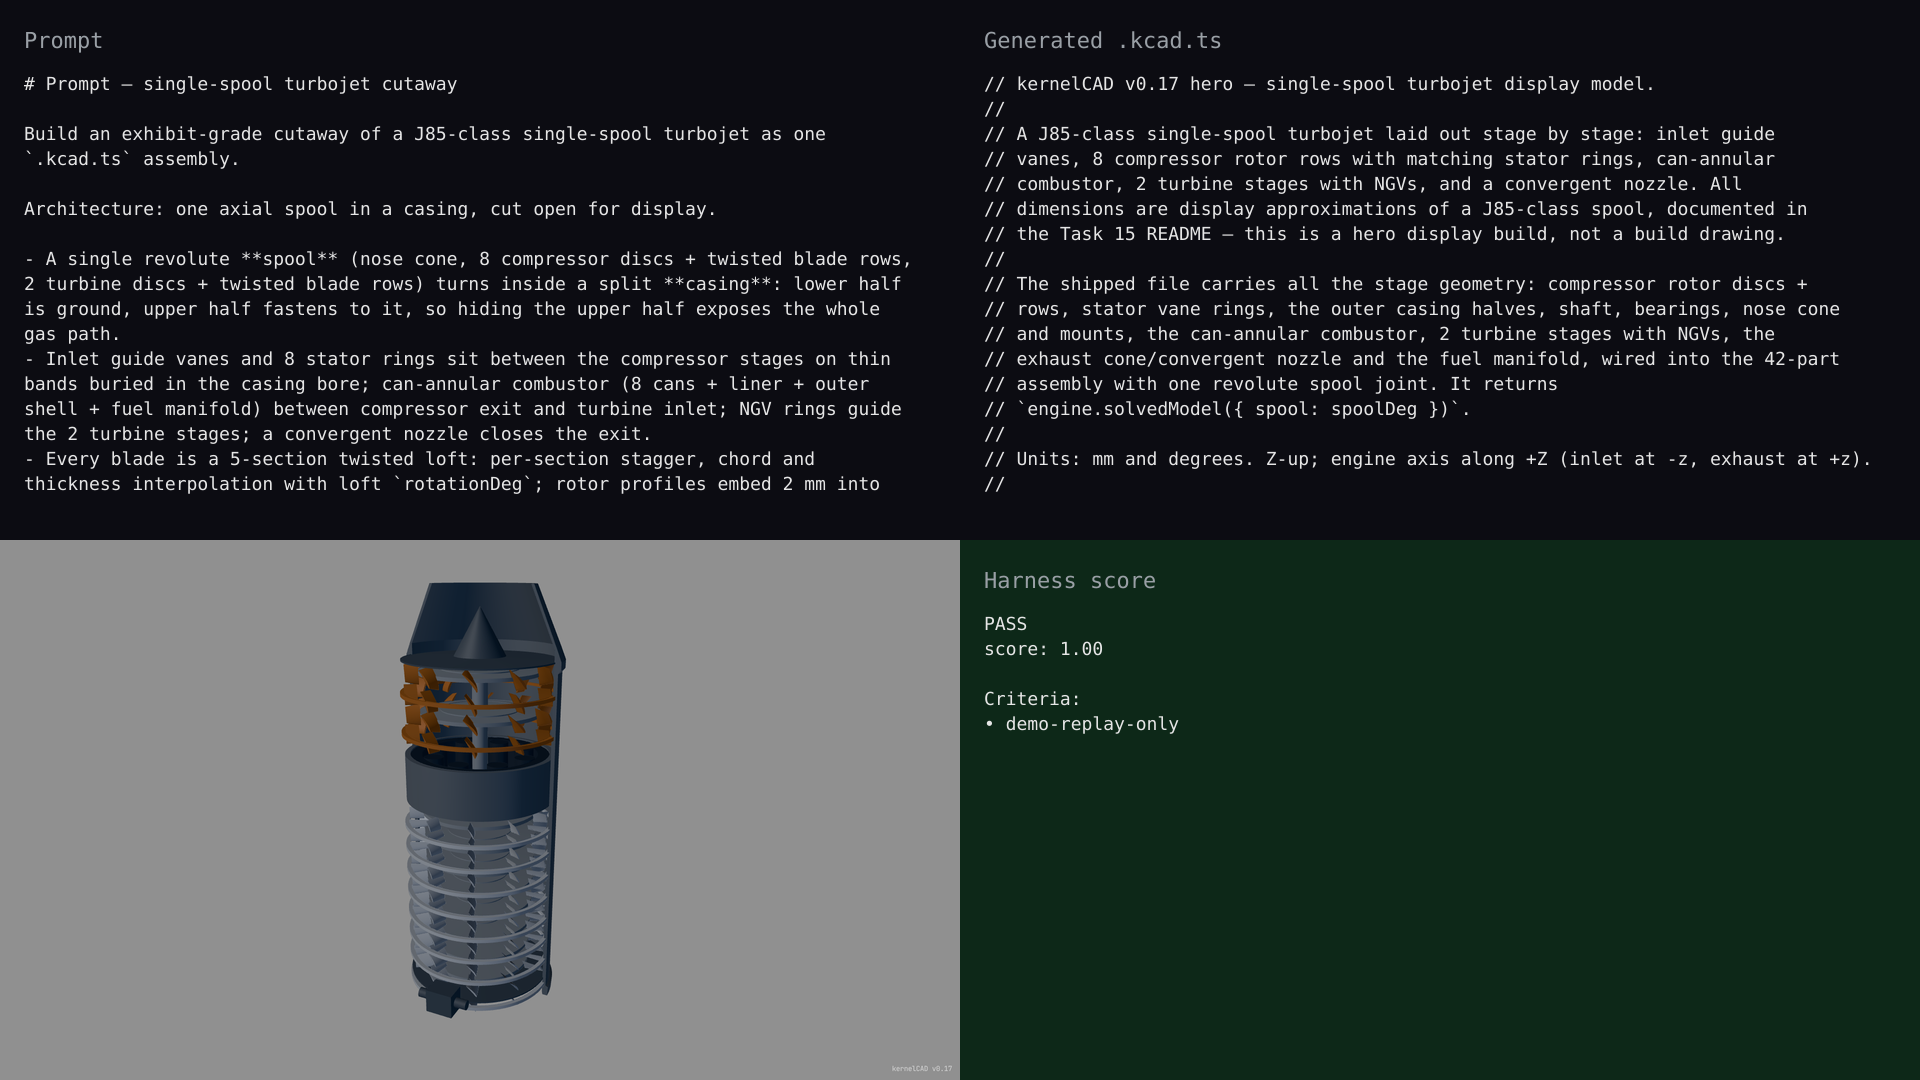 Prompt
# Prompt — single-spool turbojet cutaway
Build an exhibit-grade cutaway of a J85-class single-spool turbojet as one
`.kcad.ts` assembly.
Architecture: one axial spool in a casing, cut open for display.
- A single revolute **spool** (nose cone, 8 compressor discs + twisted blade rows,
2 turbine discs + twisted blade rows) turns inside a split **casing**: lower half
is ground, upper half fastens to it, so hiding the upper half exposes the whole
gas path.
- Inlet guide vanes and 8 stator rings sit between the compressor stages on thin
bands buried in the casing bore; can-annular combustor (8 cans + liner + outer
shell + fuel manifold) between compressor exit and turbine inlet; NGV rings guide
the 2 turbine stages; a convergent nozzle closes the exit.
- Every blade is a 5-section twisted loft: per-section stagger, chord and
thickness interpolation with loft `rotationDeg`; rotor profiles embed 2 mm into
Generated .kcad.ts
// kernelCAD v0.17 hero — single-spool turbojet display model.
//
// A J85-class single-spool turbojet laid out stage by stage: inlet guide
// vanes, 8 compressor rotor rows with matching stator rings, can-annular
// combustor, 2 turbine stages with NGVs, and a convergent nozzle. All
// dimensions are display approximations of a J85-class spool, documented in
// the Task 15 README — this is a hero display build, not a build drawing.
//
// The shipped file carries all the stage geometry: compressor rotor discs +
// rows, stator vane rings, the outer casing halves, shaft, bearings, nose cone
// and mounts, the can-annular combustor, 2 turbine stages with NGVs, the
// exhaust cone/convergent nozzle and the fuel manifold, wired into the 42-part
// assembly with one revolute spool joint. It returns
// `engine.solvedModel({ spool: spoolDeg })`.
//
// Units: mm and degrees. Z-up; engine axis along +Z (inlet at -z, exhaust at +z).
//
kernelCAD v0.17
Harness score
PASS
score: 1.00
Criteria:
• demo-replay-only